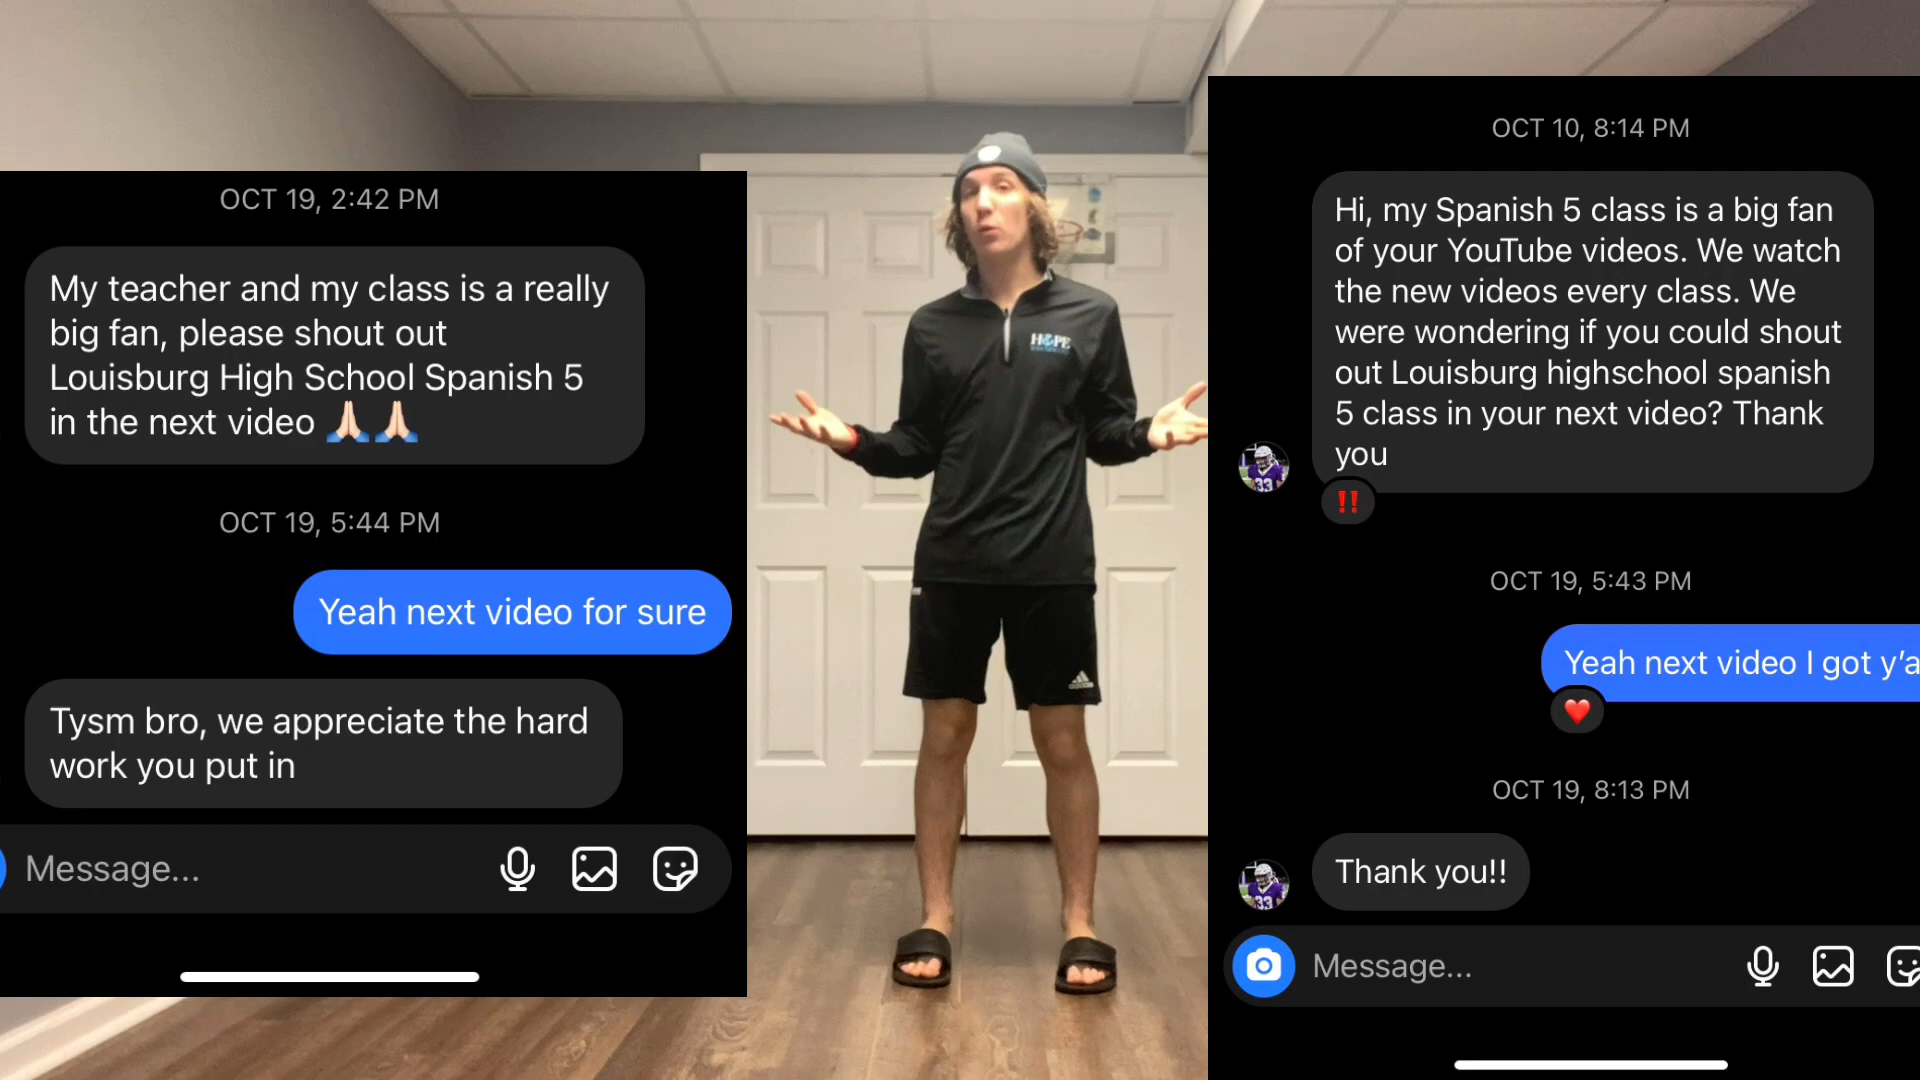 OCT 19, 2:42 PM
My teacher and my class is a really
big fan, please shout out
Louisburg High School Spanish 5
in the next video 🙏🏻🙏🏻
OCT 19, 5:44 PM
Yeah next video for sure
Tysm bro, we appreciate the hard
work you put in
Message...
HOPE
OCT 10, 8:14 PM
Hi, my Spanish 5 class is a big fan
of your YouTube videos. We watch
the new videos every class. We
were wondering if you could shout
out Louisburg highschool spanish
5 class in your next video? Thank
you
‼️
OCT 19, 5:43 PM
Yeah next video I got y'a
❤️
OCT 19, 8:13 PM
Thank you!!
Message...
33
33